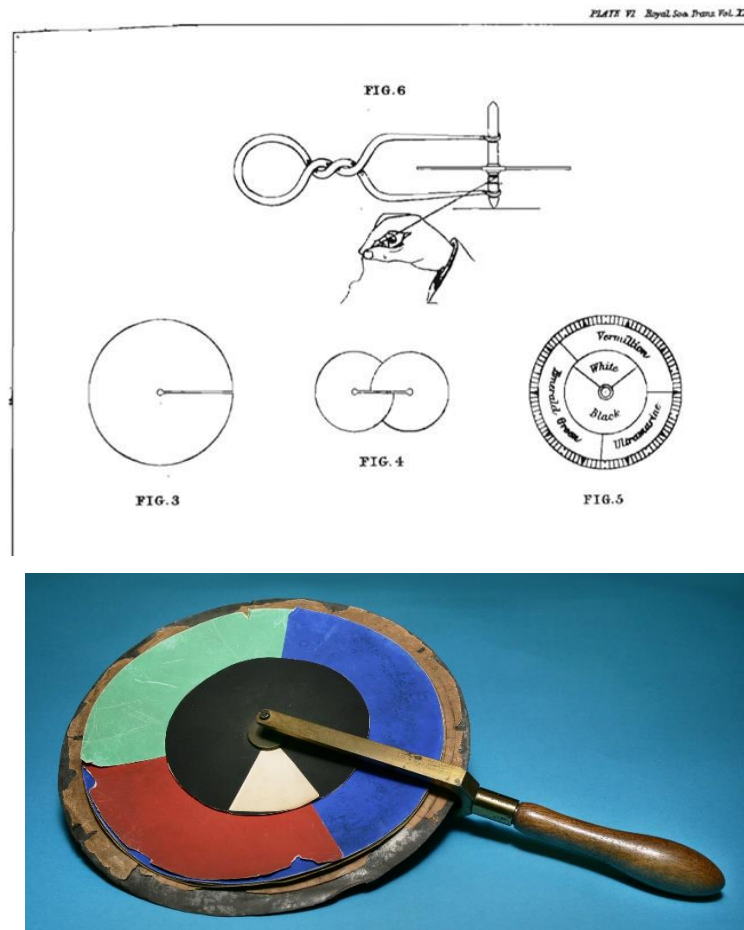 PLATE VI Royal Soc. Trans. Vol.
FIG.6
Vermilion
White
Emerald Green
Black
Ultramarine
FIG.4
FIG.3
FIG.5